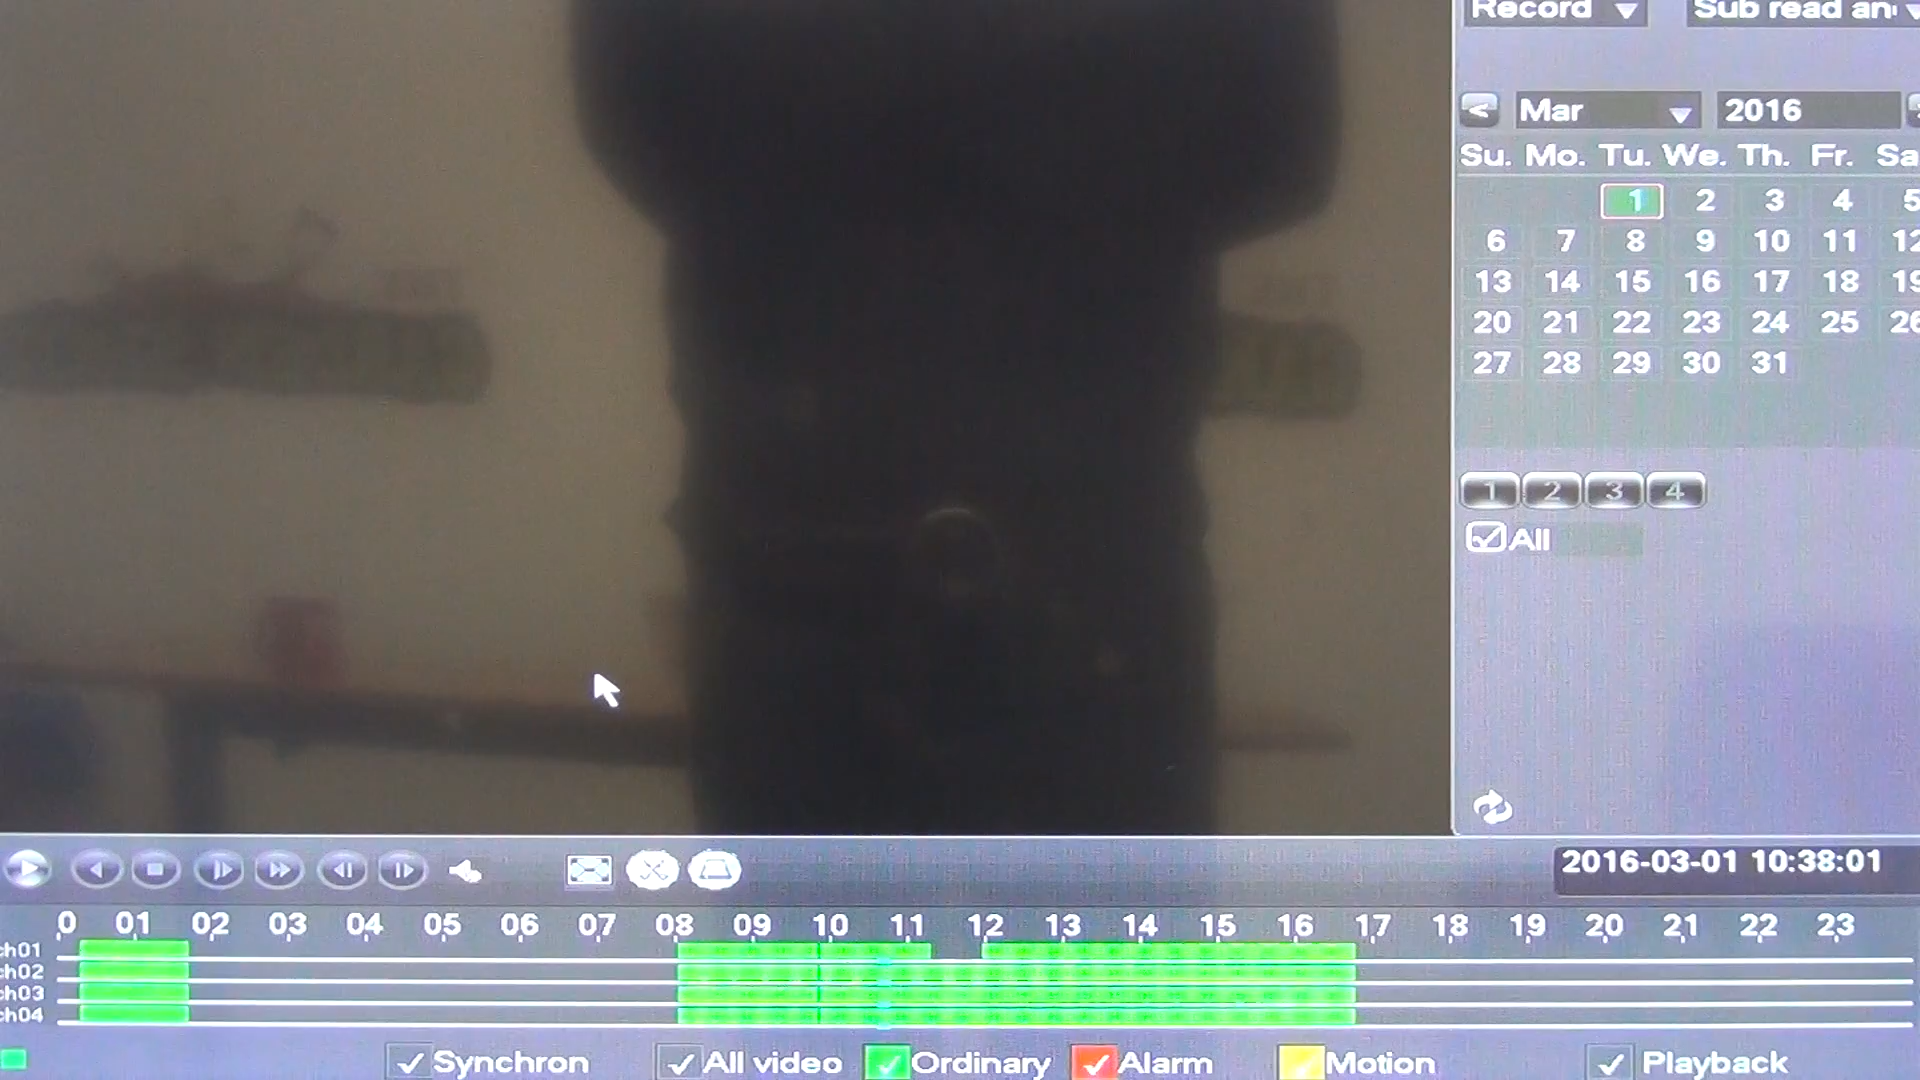 Record Sub read an
< Mar 2016
Su. Mo. Tu. We. Th. Fr. Sa
1 2 3 4 5
6 7 8 9 10 11 12
13 14 15 16 17 18 19
20 21 22 23 24 25 26
27 28 29 30 31
1 2 3 4
All
2016-03-01 10:38:01
0 01 02 03 04 05 06 07 08 09 10 11 12 13 14 15 16 17 18 19 20 21 22 23
ch01
ch02
ch03
ch04
Synchron All video Ordinary Alarm Motion Playback